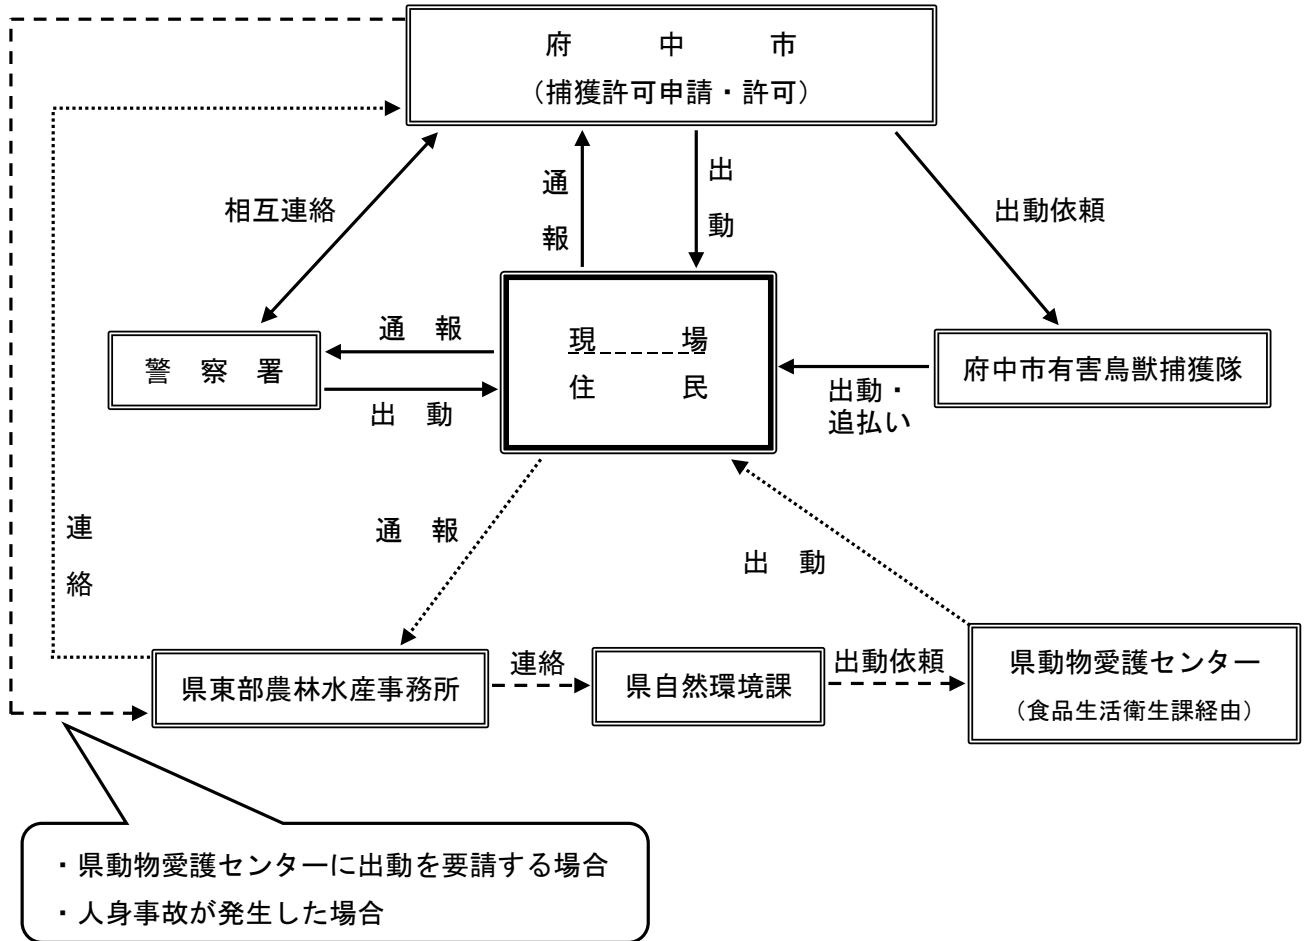 府　中　市
（捕獲許可申請・許可）
通報
出動
相互連絡
出動依頼
通　報
現　場
住　民
警　察　署
出　動
府中市有害鳥獣捕獲隊
出動・
追払い
連絡
通　報
出　動
県東部農林水産事務所
連絡
県自然環境課
出動依頼
県動物愛護センター
（食品生活衛生課経由）
・県動物愛護センターに出動を要請する場合
・人身事故が発生した場合